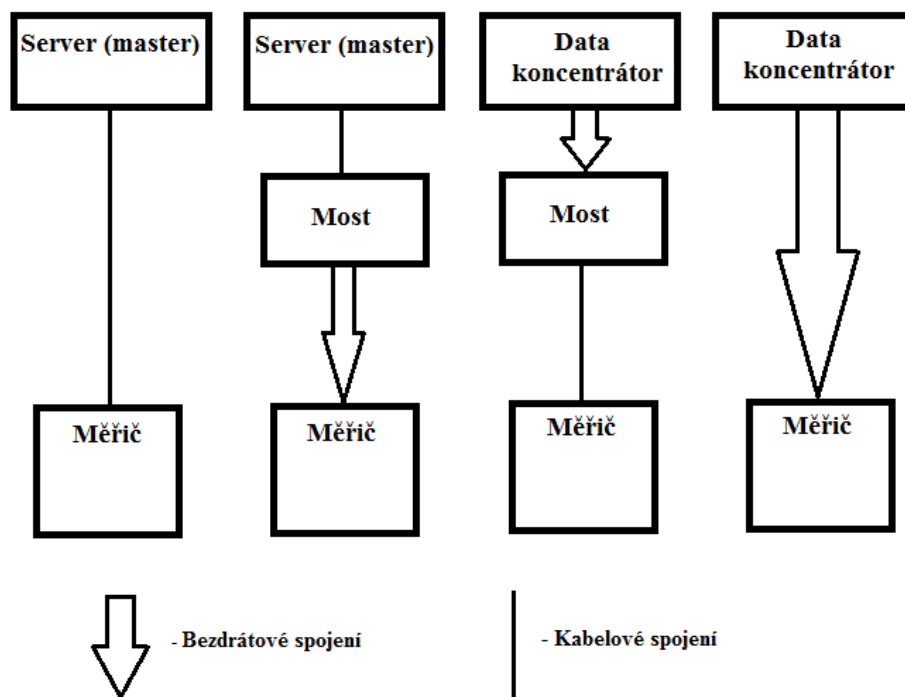 Server (master)
Server (master)
Data
koncentrátor
Data
koncentrátor
Most
Most
Měřič
Měřič
Měřič
Měřič
- Bezdrátové spojení
- Kabelové spojení